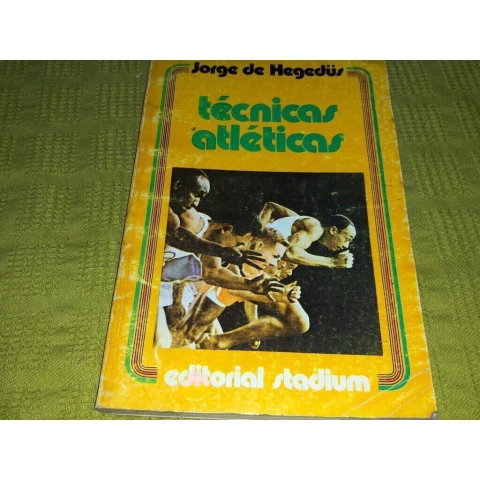 Jorge de Hegedüs
técnicas
atléticas
editorial stadium